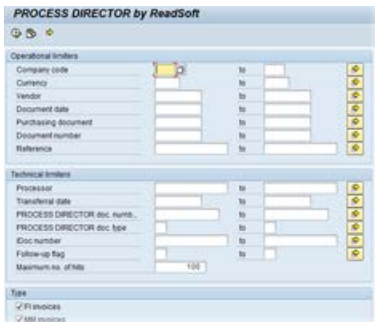 PROCESS DIRECTOR by ReadSoft
Operational limiters
Company code to
Currency to
Vendor to
Document date to
Purchasing document to
Document number to
Reference to
Technical limiters
Processor to
Transferral date to
PROCESS DIRECTOR doc. numb.. to
PROCESS DIRECTOR doc. type to
IDoc number to
Follow-up flag to
Maximum no. of hits 100
Type
FI invoices
MM invoices